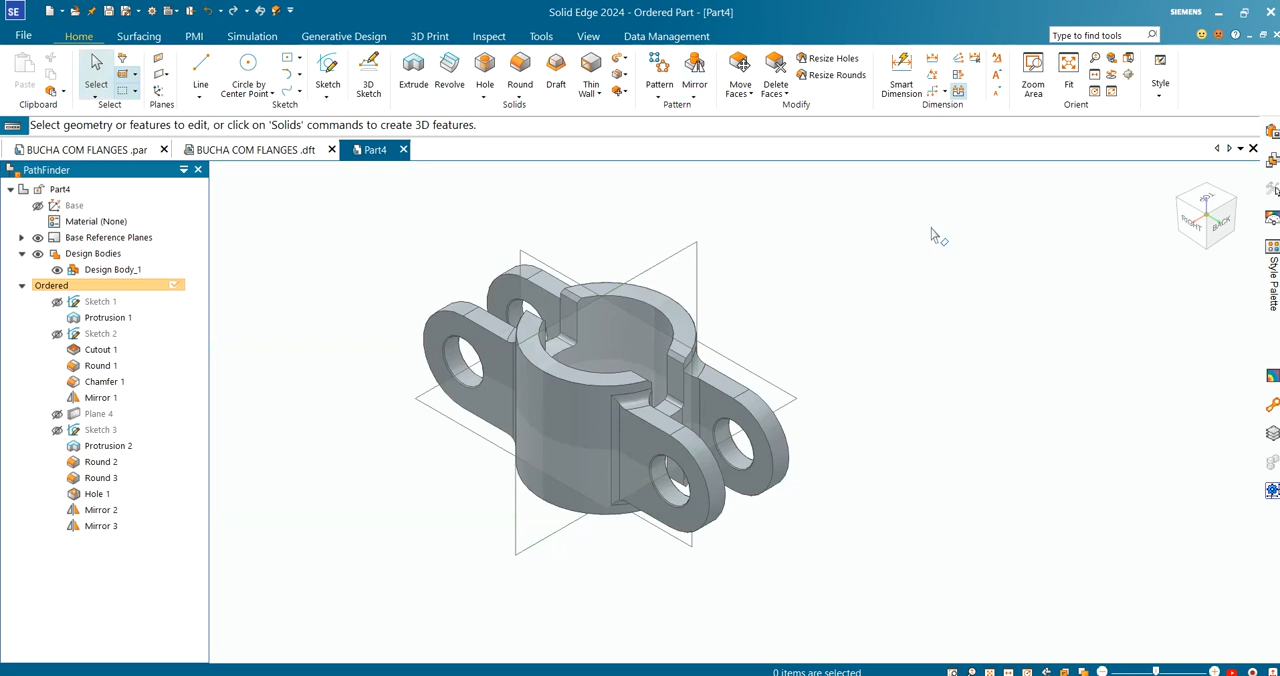 SE
Solid Edge 2024 - Ordered Part - [Part4]
SIEMENS
File Home Surfacing PMI Simulation Generative Design 3D Print Inspect Tools View Data Management
Type to find tools
Paste
Clipboard
Select
Select
Planes
Line
Circle by Center Point
Sketch
Sketch
3D Sketch
Extrude
Revolve
Hole
Round
Draft
Thin Wall
Solids
Pattern
Mirror
Pattern
Move Faces
Delete Faces
Resize Holes
Resize Rounds
Modify
Smart Dimension
Dimension
Zoom Area
Fit
Orient
Style
Select geometry or features to edit, or click on 'Solids' commands to create 3D features.
BUCHA COM FLANGES .par
BUCHA COM FLANGES .dft
Part4
PathFinder
Part4
Base
Material (None)
Base Reference Planes
Design Bodies
Design Body_1
Ordered
Sketch 1
Protrusion 1
Sketch 2
Cutout 1
Round 1
Chamfer 1
Mirror 1
Plane 4
Sketch 3
Protrusion 2
Round 2
Round 3
Hole 1
Mirror 2
Mirror 3
TOP
RIGHT
BACK
Style Palette
0 items are selected